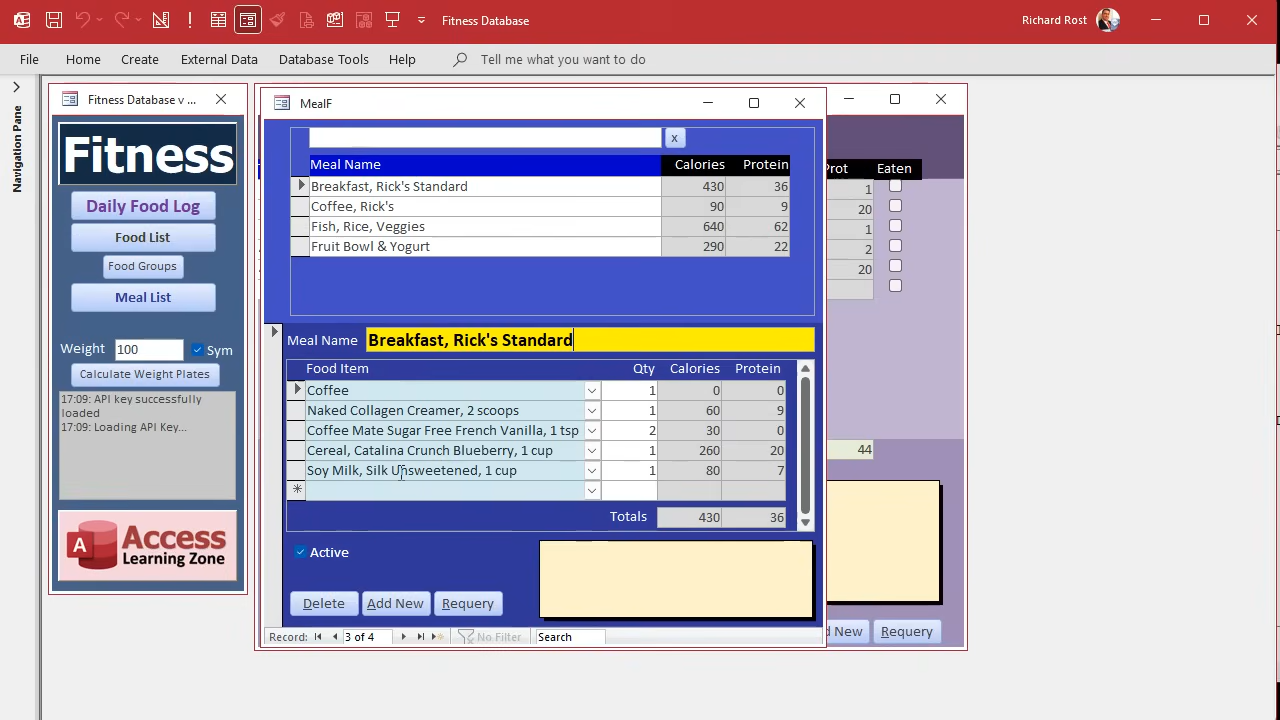 Fitness Database
Richard Rost
File Home Create External Data Database Tools Help Tell me what you want to do
Navigation Pane
Fitness Database v ...
Fitness
Daily Food Log
Food List
Food Groups
Meal List
Weight 100 Sym
Calculate Weight Plates
17:09: API key successfully
loaded
17:09: Loading API Key...
A Access
Learning Zone
MealF
x
Meal Name Calories Protein
Breakfast, Rick's Standard 430 36
Coffee, Rick's 90 9
Fish, Rice, Veggies 640 62
Fruit Bowl & Yogurt 290 22
Meal Name Breakfast, Rick's Standard
Food Item Qty Calories Protein
Coffee 1 0 0
Naked Collagen Creamer, 2 scoops 1 60 9
Coffee Mate Sugar Free French Vanilla, 1 tsp 2 30 0
Cereal, Catalina Crunch Blueberry, 1 cup 1 260 20
Soy Milk, Silk Unsweetened, 1 cup 1 80 7
Totals 430 36
Active
Delete Add New Requery
Record: 3 of 4 No Filter Search
Prot Eaten
1
20
1
2
20
44
d New Requery